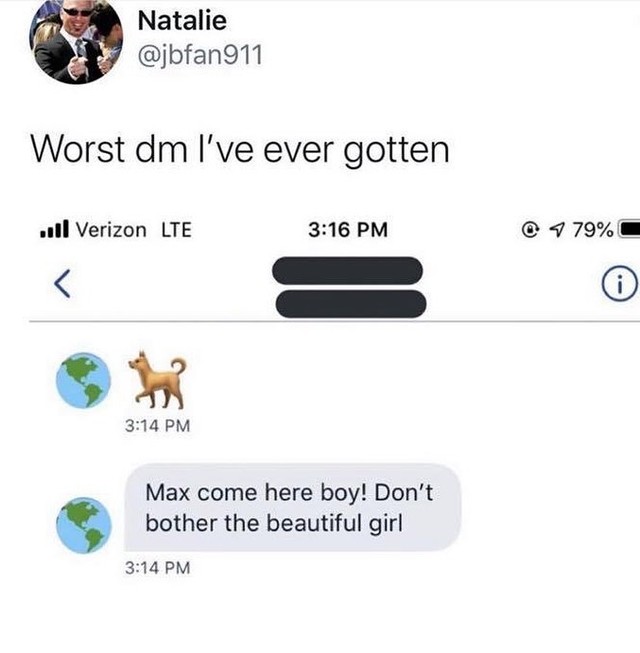 Natalie
@jbfan911
Worst dm I've ever gotten
Verizon LTE 3:16 PM 79%
3:14 PM
Max come here boy! Don't
bother the beautiful girl
3:14 PM